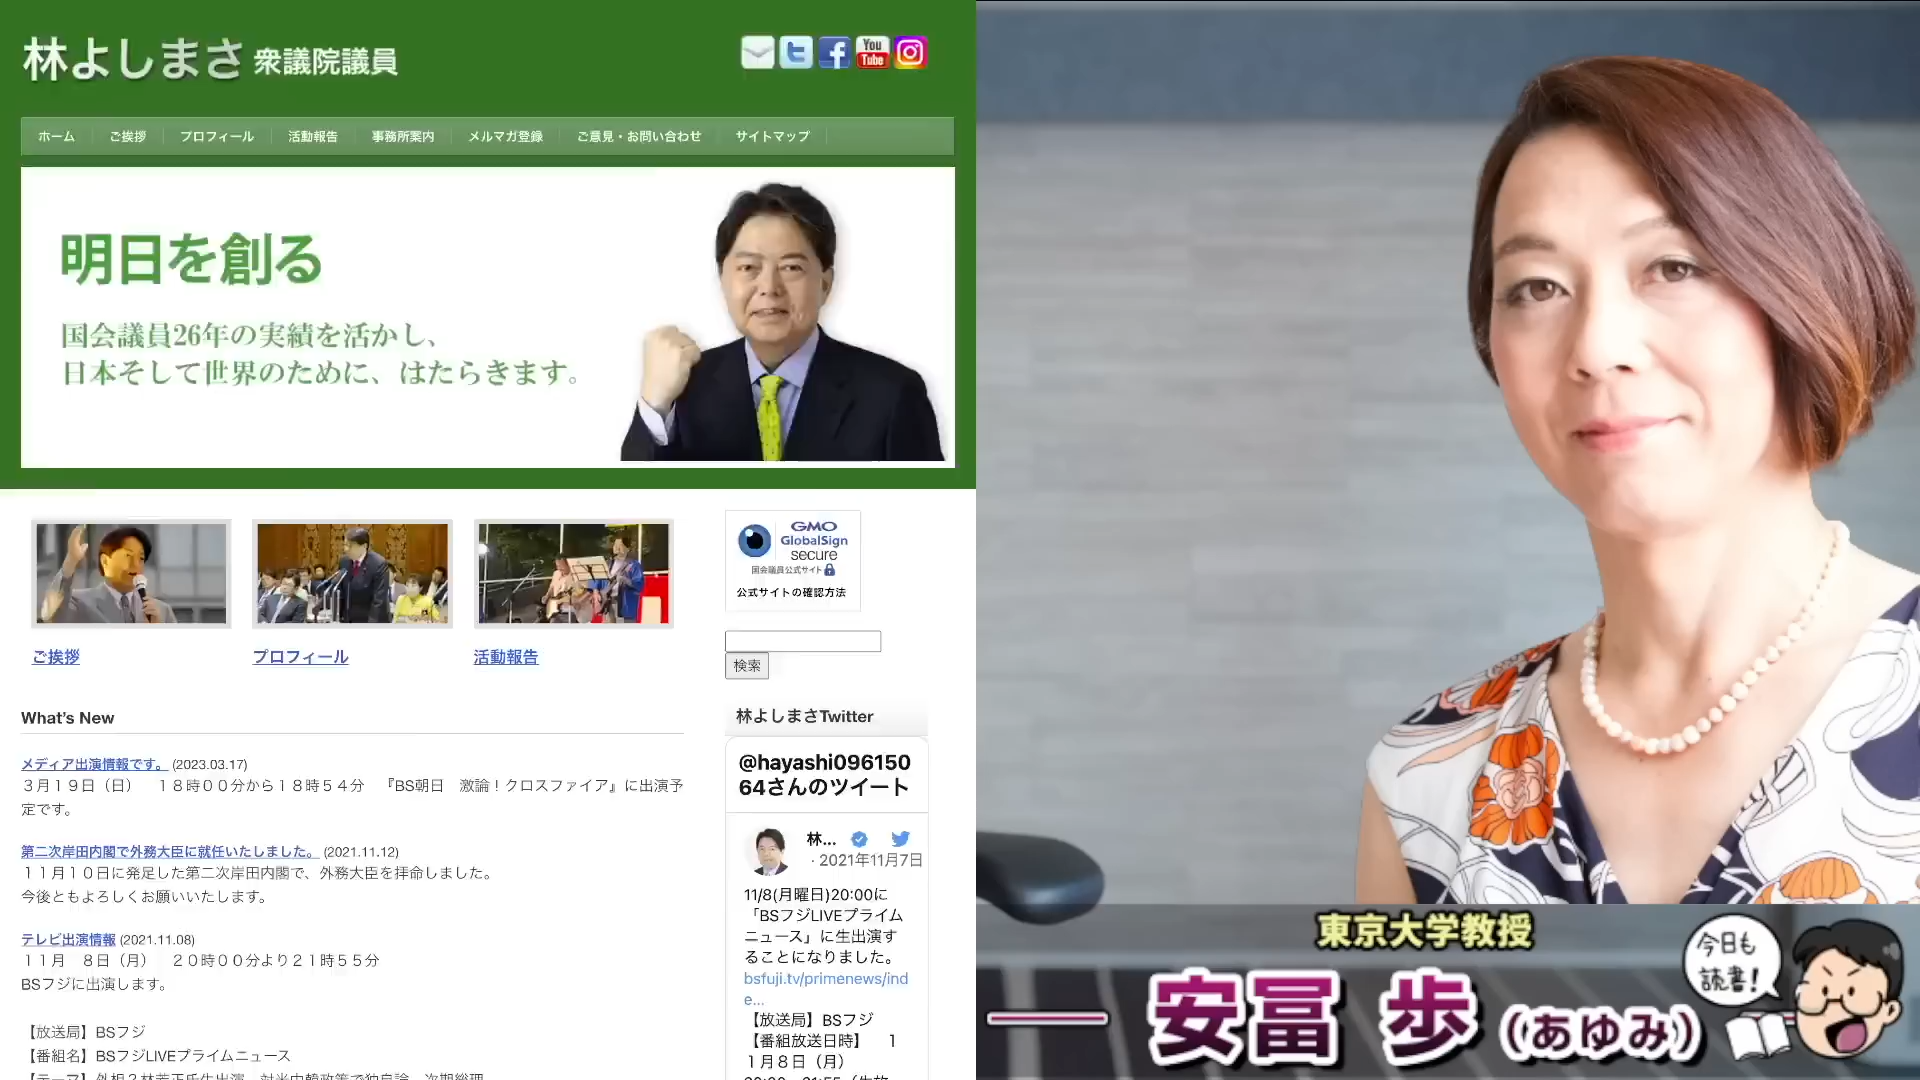 林よしまさ 衆議院議員
You
Tube
ホーム ご挨拶 プロフィール 活動報告 事務所案内 メルマガ登録 ご意見・お問い合わせ サイトマップ
明日を創る
国会議員26年の実績を活かし、
日本そして世界のために、はたらきます。
ご挨拶 プロフィール 活動報告
What's New
メディア出演情報です。 (2023.03.17)
３月１９日（日）　１８時００分から１８時５４分　『BS朝日　激論！クロスファイア』に出演予
定です。
第二次岸田内閣で外務大臣に就任いたしました。 (2021.11.12)
１１月１０日に発足した第二次岸田内閣で、外務大臣を拝命しました。
今後ともよろしくお願いいたします。
テレビ出演情報 (2021.11.08)
１１月　８日（月）　２０時００分より２１時５５分
BSフジに出演します。
【放送局】BSフジ
【番組名】BSフジLIVEプライムニュース
GMO
GlobalSign
secure
国会議員公式サイト
公式サイトの確認方法
検索
林よしまさTwitter
@hayashi096150
64さんのツイート
林...
· 2021年11月7日
11/8(月曜日)20:00に
「BSフジLIVEプライム
ニュース」に生出演す
ることになりました。
bsfuji.tv/primenews/ind
e...
【放送局】BSフジ
【番組放送日時】　１
１月８日（月）
東京大学教授
安冨 歩 (あゆみ)
今日も
読書!